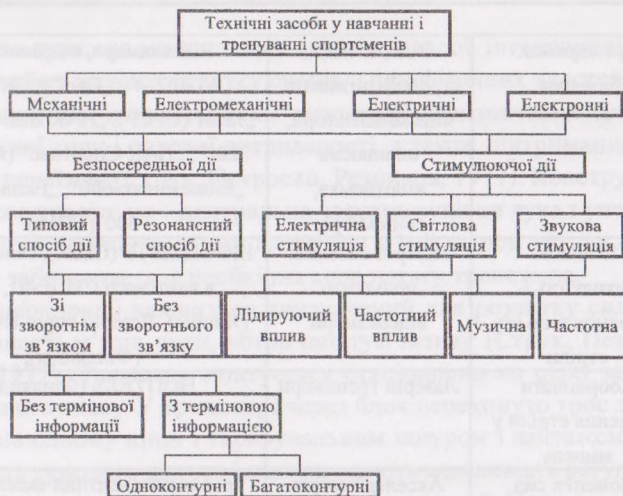 Технічні засоби у навчанні і
тренуванні спортсменів
Механічні
Електромеханічні
Електричні
Електронні
Безпосередньої дії
Стимулюючої дії
Типовий
спосіб дії
Резонансний
спосіб дії
Електрична
стимуляція
Світлова
стимуляція
Звукова
стимуляція
Зі
зворотнім
зв’язком
Без
зворотнього
зв’язку
Лідируючий
вплив
Частотний
вплив
Музична
Частотна
Без термінової
інформації
З терміновою
інформацією
Одноконтурні
Багатоконтурні